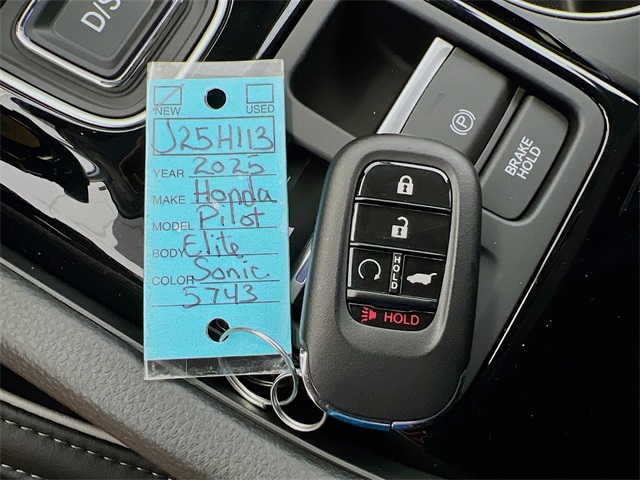 D/S
NEW USED
J25H113
YEAR 2025
MAKE Honda
MODEL Pilot
BODY Elite
COLOR Sonic
5743
P
BRAKE
HOLD
HOLD
HOLD